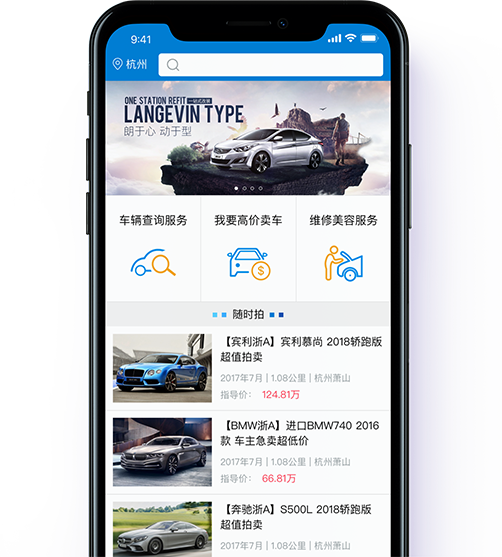 9:41
杭州
ONE STATION REFIT 一站式改装
LANGEVIN TYPE
朗于心 动于型
车辆查询服务
我要高价卖车
维修美容服务
$
随时拍
【宾利浙A】宾利慕尚 2018轿跑版
超值拍卖
2017年7月 | 1.08公里 | 杭州萧山
指导价： 124.81万
【BMW浙A】进口BMW740 2016
款 车主急卖超低价
2017年7月 | 1.08公里 | 杭州萧山
指导价： 66.81万
【奔驰浙A】S500L 2018轿跑版
超值拍卖
2017年7月 | 1.08公里 | 杭州萧山